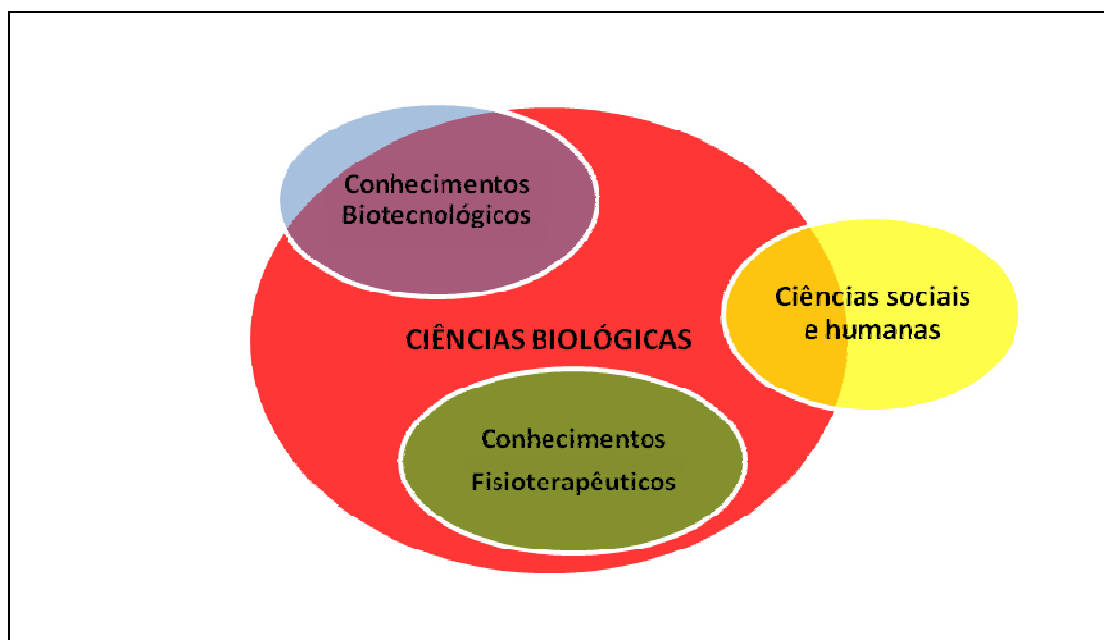 Conhecimentos
Biotecnológicos
Ciências sociais
e humanas
CIÊNCIAS BIOLÓGICAS
Conhecimentos
Fisioterapêuticos